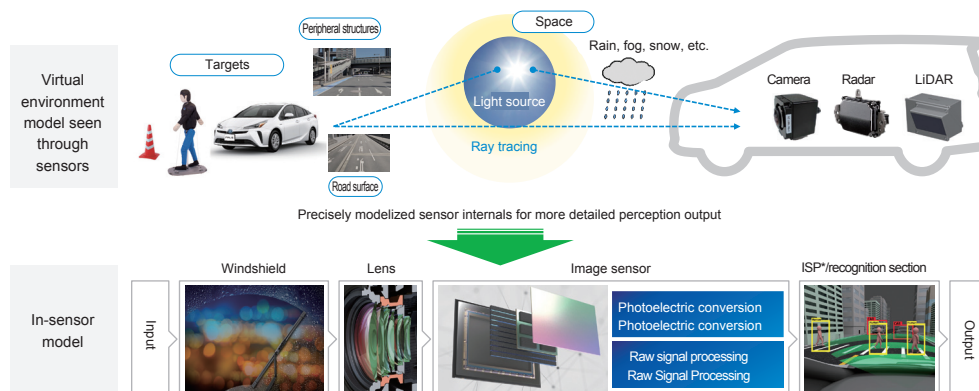 Virtual
environment
model seen
through
sensors
Peripheral structures
Targets
Road surface
Space
Light source
Ray tracing
Rain, fog, snow, etc.
Camera
Radar
LiDAR
Precisely modelized sensor internals for more detailed perception output
In-sensor
model
Input
Windshield
Lens
Image sensor
Photoelectric conversion
Photoelectric conversion
Raw signal processing
Raw Signal Processing
ISP*/recognition section
Output